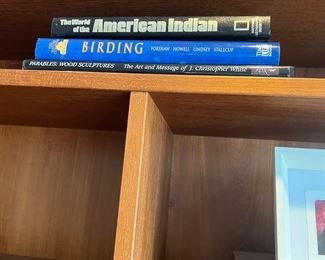 The World
of the American Indian
BIRDING FORSHAW HOWELL LINDSEY STALLCUP
PARABLES: WOOD SCULPTURES The Art and Message of J. Christopher White